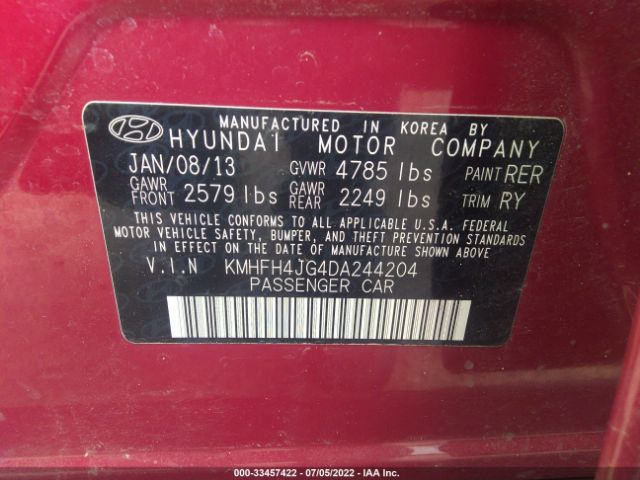 MANUFACTURED IN KOREA BY
HYUNDAI MOTOR COMPANY
JAN/08/13 GVWR 4785 lbs PAINT RER
GAWR FRONT 2579 lbs GAWR REAR 2249 lbs TRIM RY
THIS VEHICLE CONFORMS TO ALL APPLICABLE U.S.A. FEDERAL
MOTOR VEHICLE SAFETY, BUMPER, AND THEFT PREVENTION STANDARDS
IN EFFECT ON THE DATE OF MANUFACTURE SHOWN ABOVE.
V.I.N KMHFH4JG4DA244204
PASSENGER CAR
000-33457422 - 07/05/2022 - IAA Inc.